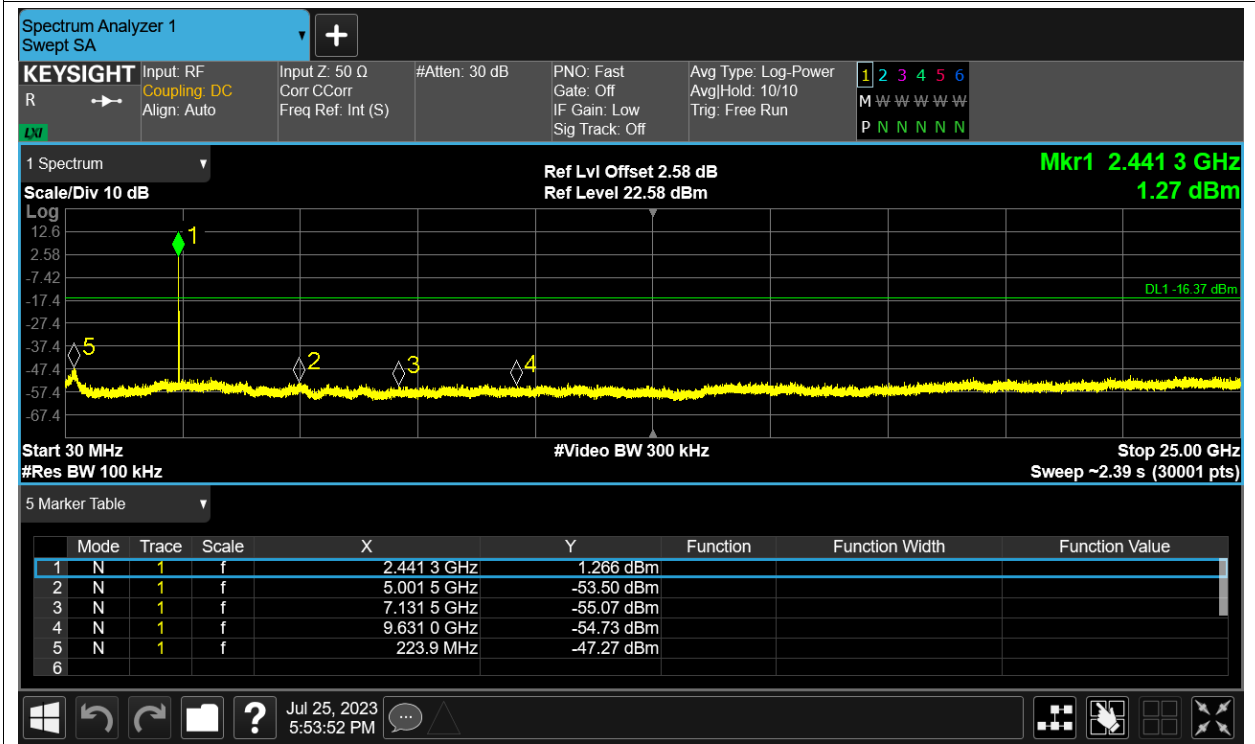 Spectrum Analyzer 1
Swept SA
+
KEYSIGHT Input: RF Input Z: 50 Ω #Atten: 30 dB PNO: Fast Avg Type: Log-Power 1 2 3 4 5 6
R Coupling: DC Corr CCorr Gate: Off Avg|Hold: 10/10 M W W W W W
Align: Auto Freq Ref: Int (S) IF Gain: Low Trig: Free Run
LXI Sig Track: Off P N N N N N
1 Spectrum Ref Lvl Offset 2.58 dB Mkr1 2.441 3 GHz
Scale/Div 10 dB Ref Level 22.58 dBm 1.27 dBm
Log
12.6 1
2.58
-7.42
DL1 -16.37 dBm
-17.4
-27.4
-37.4 5
2 3 4
-47.4
-57.4
-67.4
Start 30 MHz #Video BW 300 kHz Stop 25.00 GHz
#Res BW 100 kHz Sweep ~2.39 s (30001 pts)
5 Marker Table
Mode Trace Scale X Y Function Function Width Function Value
1 N 1 f 2.441 3 GHz 1.266 dBm
2 N 1 f 5.001 5 GHz -53.50 dBm
3 N 1 f 7.131 5 GHz -55.07 dBm
4 N 1 f 9.631 0 GHz -54.73 dBm
5 N 1 f 223.9 MHz -47.27 dBm
6
? Jul 25, 2023
5:53:52 PM